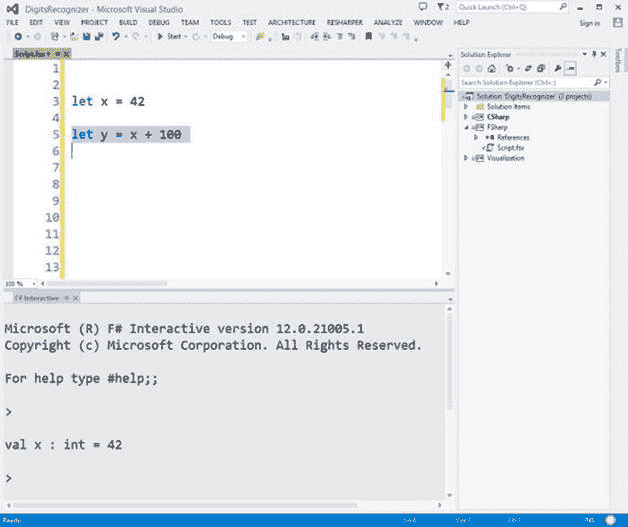 DigitsRecognizer - Microsoft Visual Studio
7
Quick Launch (Ctrl+Q)
FILE EDIT VIEW PROJECT BUILD DEBUG TEAM TOOLS TEST ARCHITECTURE RESHARPER ANALYZE WINDOW HELP
Sign in
Start
Debug
Script.fsx
1
2
3 let x = 42
4
5 let y = x + 100
6
7
8
9
10
11
12
13
100 %
Solution Explorer
Search Solution Explorer (Ctrl+;)
Solution 'DigitsRecognizer' (3 projects)
Solution Items
CSharp
FSharp
References
Script.fsx
Visualization
Toolbox
F# Interactive
Microsoft (R) F# Interactive version 12.0.21005.1
Copyright (c) Microsoft Corporation. All Rights Reserved.
For help type #help;;
>
val x : int = 42
>
Ready
INS